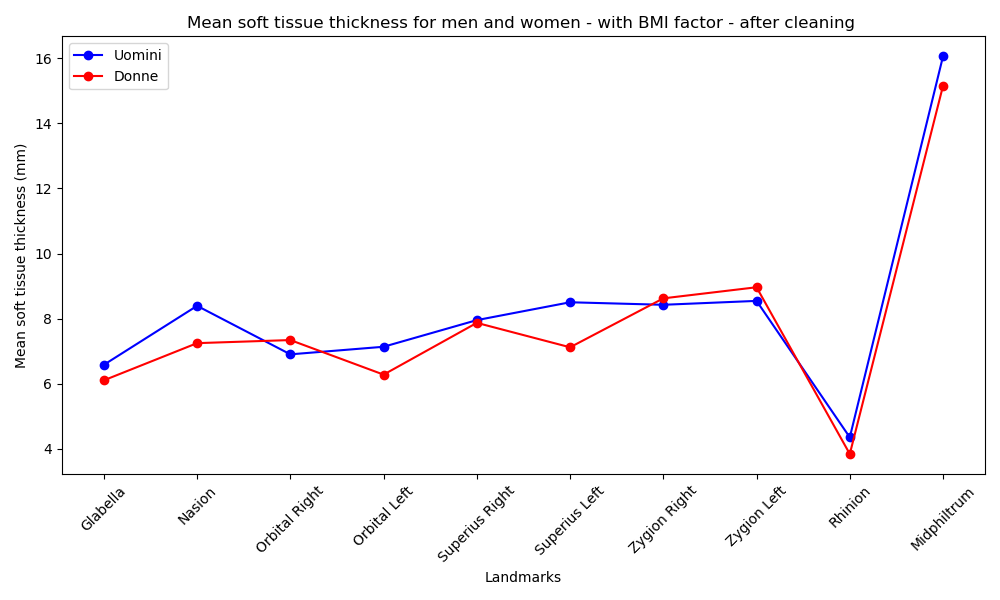 Mean soft tissue thickness for men and women - with BMI factor - after cleaning
Uomini
Donne
Mean soft tissue thickness (mm)
16
14
12
10
8
6
4
Glabella
Nasion
Orbital Right
Orbital Left
Superius Right
Superius Left
Zygion Right
Zygion Left
Rhinion
Midphiltrum
Landmarks